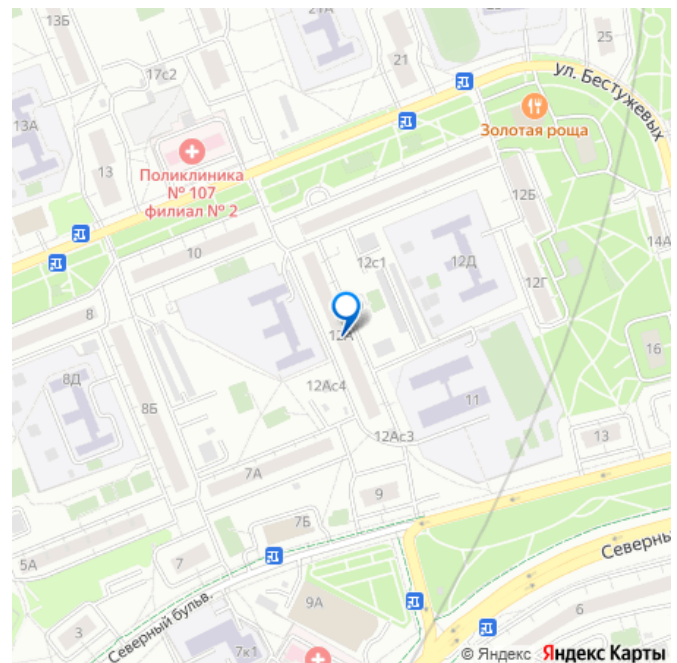 13Б
21А
25
17с2
21
ул. Бестужевых
Золотая роща
13А
Поликлиника
№ 107
филиал № 2
13
12Б
10
12с1
12Д
14А
12Г
8
12А
16
8Д
8Б
12Ас4
11
12Ас3
13
7А
9
7Б
5А
7
Северны
9А
6
3
Северный бульв.
7к1
© Яндекс Яндекс Карты